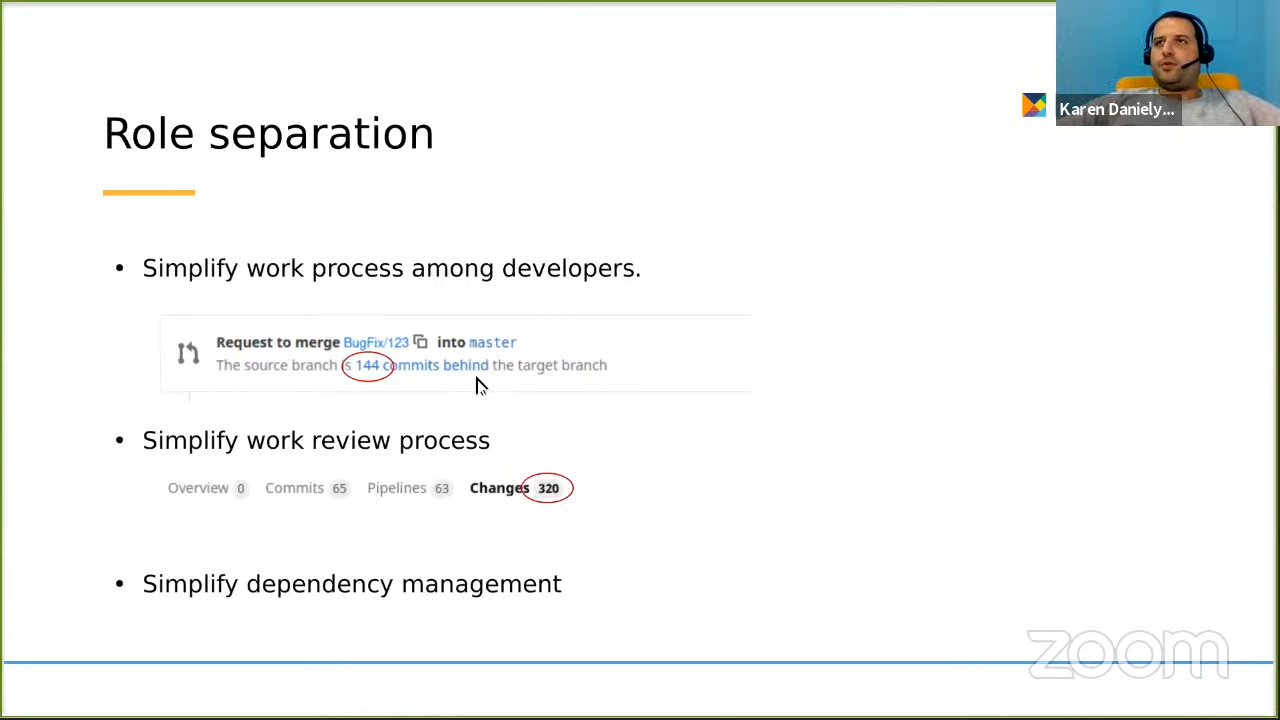 Karen Daniely...
Role separation
• Simplify work process among developers.
Request to merge BugFix/123 into master
The source branch is 144 commits behind the target branch
• Simplify work review process
Overview 0 Commits 65 Pipelines 63 Changes 320
• Simplify dependency management
zoom